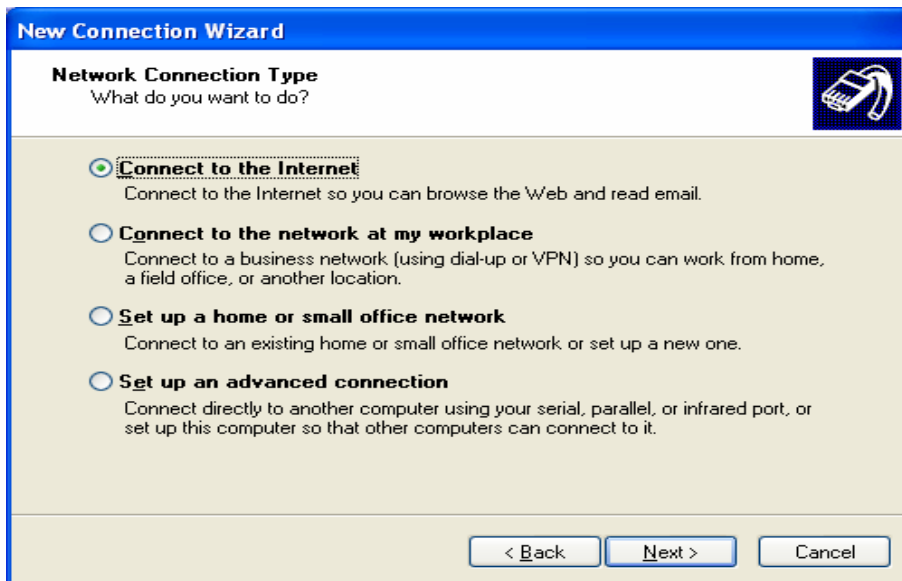 New Connection Wizard
Network Connection Type
What do you want to do?
Connect to the Internet
Connect to the Internet so you can browse the Web and read email.
Connect to the network at my workplace
Connect to a business network (using dial-up or VPN) so you can work from home,
a field office, or another location.
Set up a home or small office network
Connect to an existing home or small office network or set up a new one.
Set up an advanced connection
Connect directly to another computer using your serial, parallel, or infrared port, or
set up this computer so that other computers can connect to it.
< Back
Next >
Cancel